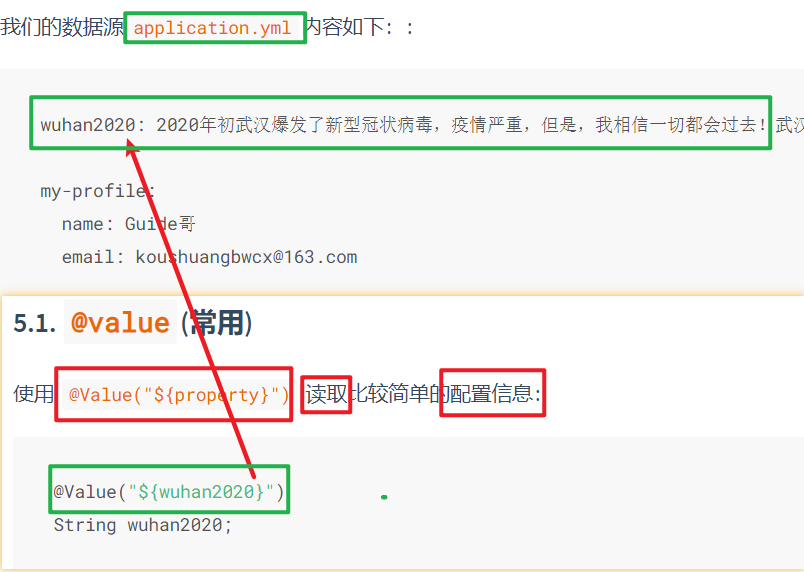 我们的数据源 application.yml 内容如下：：
wuhan2020: 2020年初武汉爆发了新型冠状病毒，疫情严重，但是，我相信一切都会过去！武汉
my-profile:
name: Guide哥
email: koushuangbwcx@163.com
5.1. @value (常用)
使用 @Value("${property}") 读取比较简单的配置信息:
@Value("${wuhan2020}")
String wuhan2020;